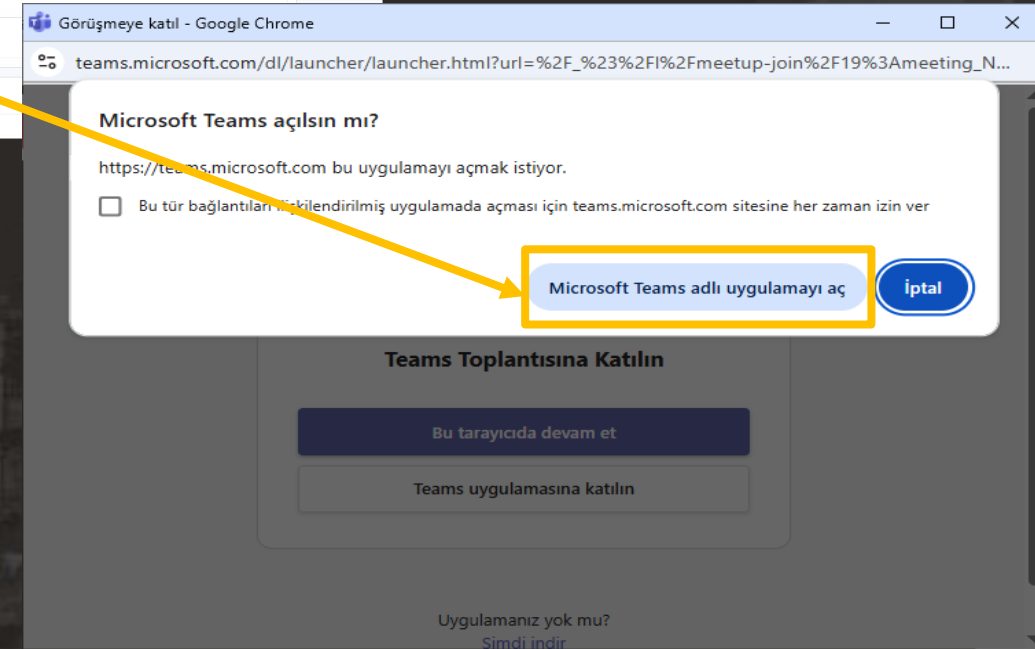 Görüşmeye katıl - Google Chrome
teams.microsoft.com/dl/launcher/launcher.html?url=%2F_%23%2Fl%2Fmeetup-join%2F19%3Ameeting_N...
Microsoft Teams açılsın mı?
https://teams.microsoft.com bu uygulamayı açmak istiyor.
Bu tür bağlantıları ilişkilendirilmiş uygulamada açması için teams.microsoft.com sitesine her zaman izin ver
Microsoft Teams adlı uygulamayı aç
İptal
Teams Toplantısına Katılın
Bu tarayıcıda devam et
Teams uygulamasına katılın
Uygulamanız yok mu?
Şimdi indir